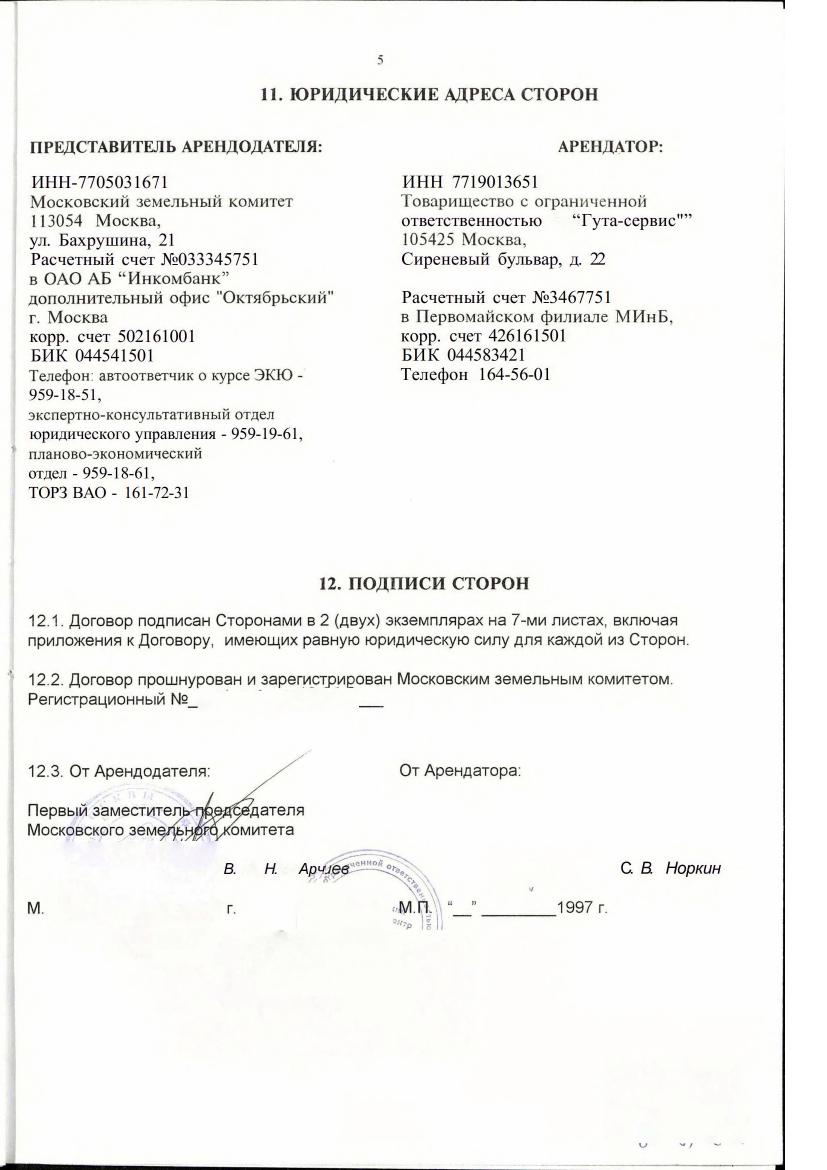 5
11. ЮРИДИЧЕСКИЕ АДРЕСА СТОРОН
ПРЕДСТАВИТЕЛЬ АРЕНДОДАТЕЛЯ:
ИНН-7705031671
Московский земельный комитет
113054 Москва,
ул. Бахрушина, 21
Расчетный счет №033345751
в ОАО АБ “Инкомбанк”
дополнительный офис "Октябрьский"
г. Москва
корр. счет 502161001
БИК 044541501
Телефон: автоответчик о курсе ЭКЮ -
959-18-51,
экспертно-консультативный отдел
юридического управления - 959-19-61,
планово-экономический
отдел - 959-18-61,
ТОРЗ ВАО - 161-72-31
АРЕНДАТОР:
ИНН 7719013651
Товарищество с ограниченной
ответственностью “Гута-сервис"”
105425 Москва,
Сиреневый бульвар, д. 22
Расчетный счет №3467751
в Первомайском филиале МИнБ,
корр. счет 426161501
БИК 044583421
Телефон 164-56-01
12. ПОДПИСИ СТОРОН
12.1. Договор подписан Сторонами в 2 (двух) экземплярах на 7-ми листах, включая
приложения к Договору, имеющих равную юридическую силу для каждой из Сторон.
12.2. Договор прошнурован и зарегистрирован Московским земельным комитетом.
Регистрационный №_ __
12.3. От Арендодателя:
Первый заместитель председателя
Московского земельного комитета
В. Н. Арчиев
М. г.
От Арендатора:
С. В. Норкин
М.П. “__” ________1997 г.
ограниченной ответственностью